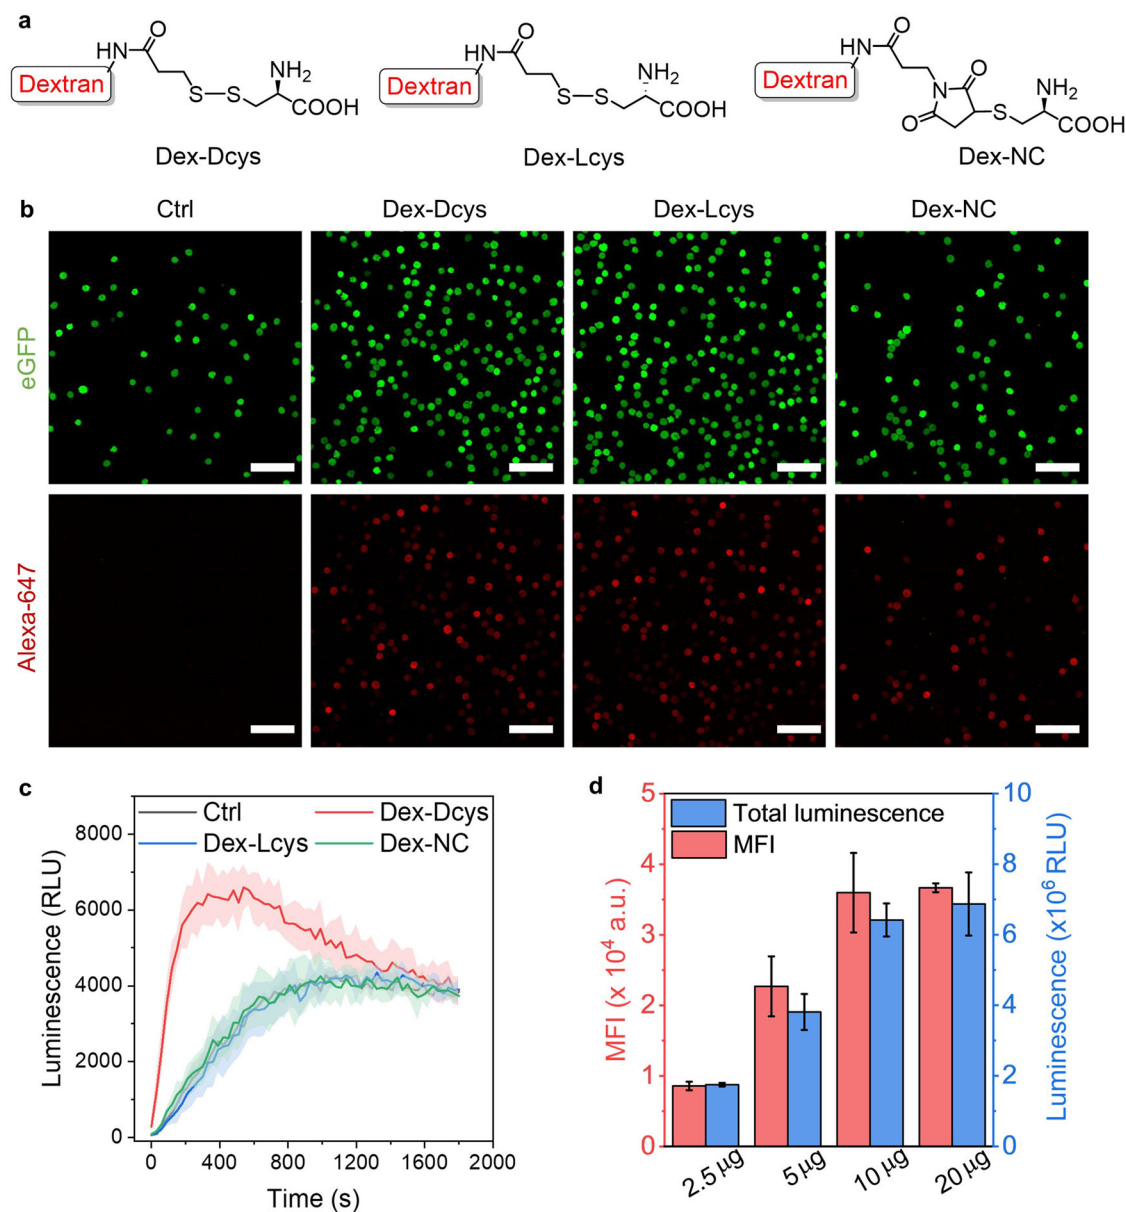 a
O
HN
Dextran
S–S
NH₂
COOH
Dex-Dcys
O
HN
Dextran
S–S
NH₂
COOH
Dex-Lcys
O
HN
Dextran
N
O
O
S
NH₂
COOH
Dex-NC
b
Ctrl
Dex-Dcys
Dex-Lcys
Dex-NC
eGFP
Alexa-647
c
Ctrl
Dex-Dcys
Dex-Lcys
Dex-NC
8000
6000
4000
2000
0
Luminescence (RLU)
0 400 800 1200 1600 2000
Time (s)
d
Total luminescence
MFI
5
4
3
2
1
0
MFI (x 10⁴ a.u.)
10
8
6
4
2
0
Luminescence (x10⁶ RLU)
2.5 µg
5 µg
10 µg
20 µg